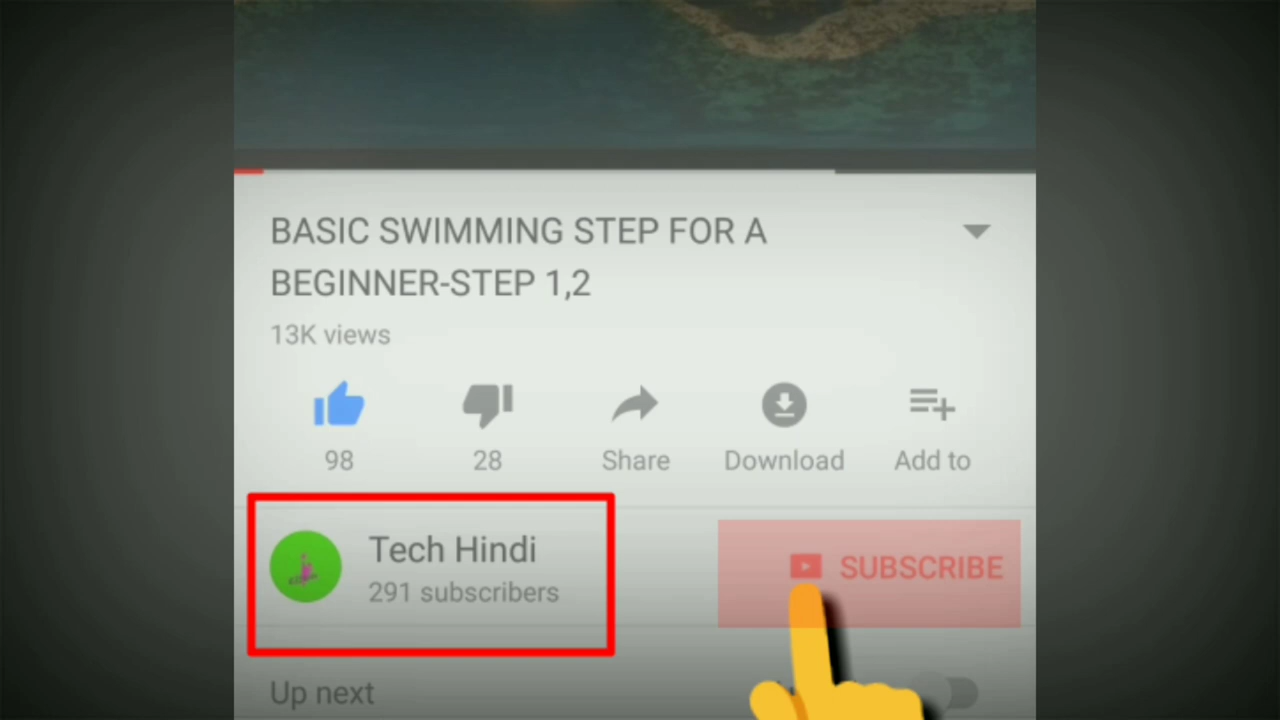 BASIC SWIMMING STEP FOR A
BEGINNER-STEP 1,2
13K views
98
28
Share
Download
Add to
Tech Hindi
291 subscribers
SUBSCRIBE
Up next